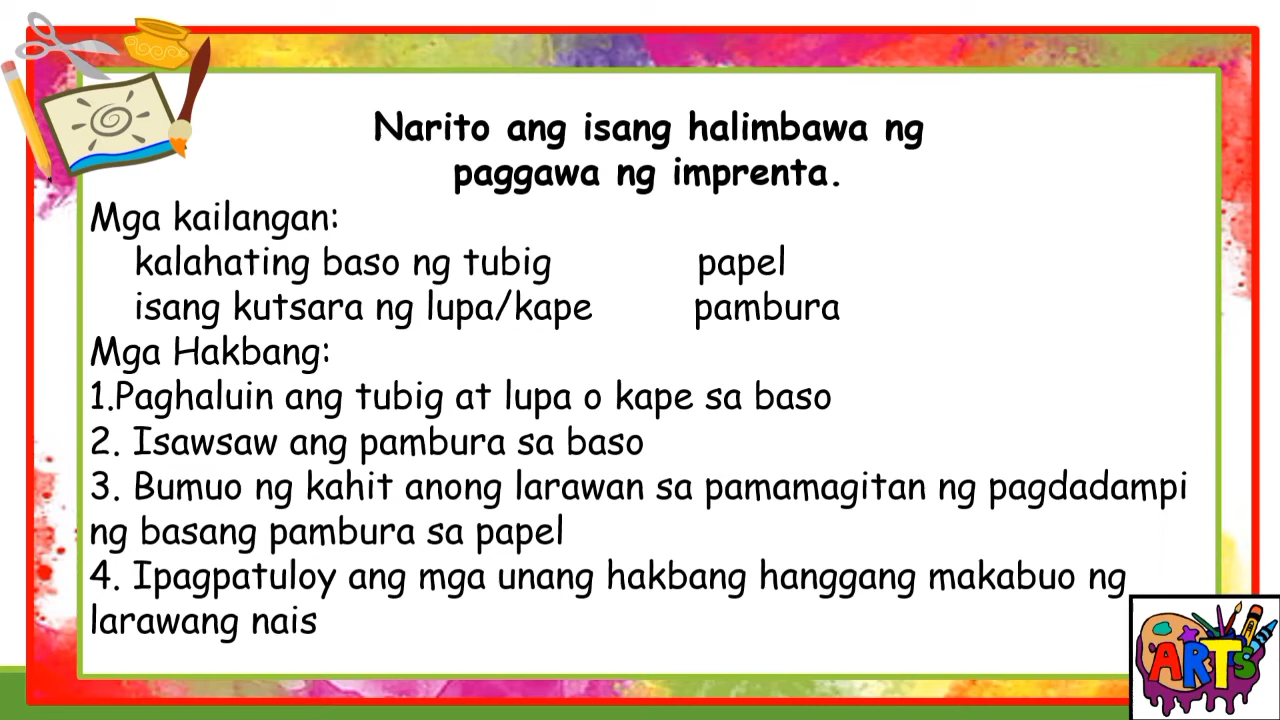 Narito ang isang halimbawa ng
paggawa ng imprenta.
Mga kailangan:
kalahating baso ng tubig papel
isang kutsara ng lupa/kape pambura
Mga Hakbang:
1.Paghaluin ang tubig at lupa o kape sa baso
2. Isawsaw ang pambura sa baso
3. Bumuo ng kahit anong larawan sa pamamagitan ng pagdadampi
ng basang pambura sa papel
4. Ipagpatuloy ang mga unang hakbang hanggang makabuo ng
larawang nais
ARTS